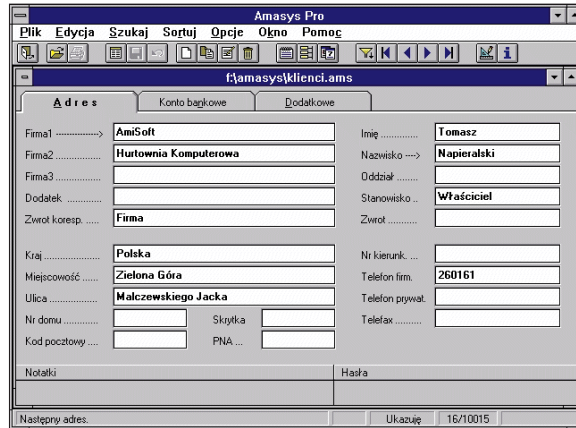 Amasys Pro
Plik Edycja Szukaj Sortuj Opcje Okno Pomoc
f:\amasys\klienci.ams
Adres Konto bankowe Dodatkowe
Firma1 ----------> AmiSoft Imię .............. Tomasz
Firma2 ................ Hurtownia Komputerowa Nazwisko ---> Napieralski
Firma3 ................ Oddział ........
Dodatek .............. Stanowisko .. Właściciel
Zwrot koresp. ..... Firma Zwrot ...........
Kraj .................... Polska Nr kierunk. ...
Miejscowość ...... Zielona Góra Telefon firm. 260161
Ulica ................. Malczewskiego Jacka Telefon prywat.
Nr domu ............ Skrytka Telefax .........
Kod pocztowy .... PNA ...
Notatki Hasła
Następny adres. Ukazuję 16/10015